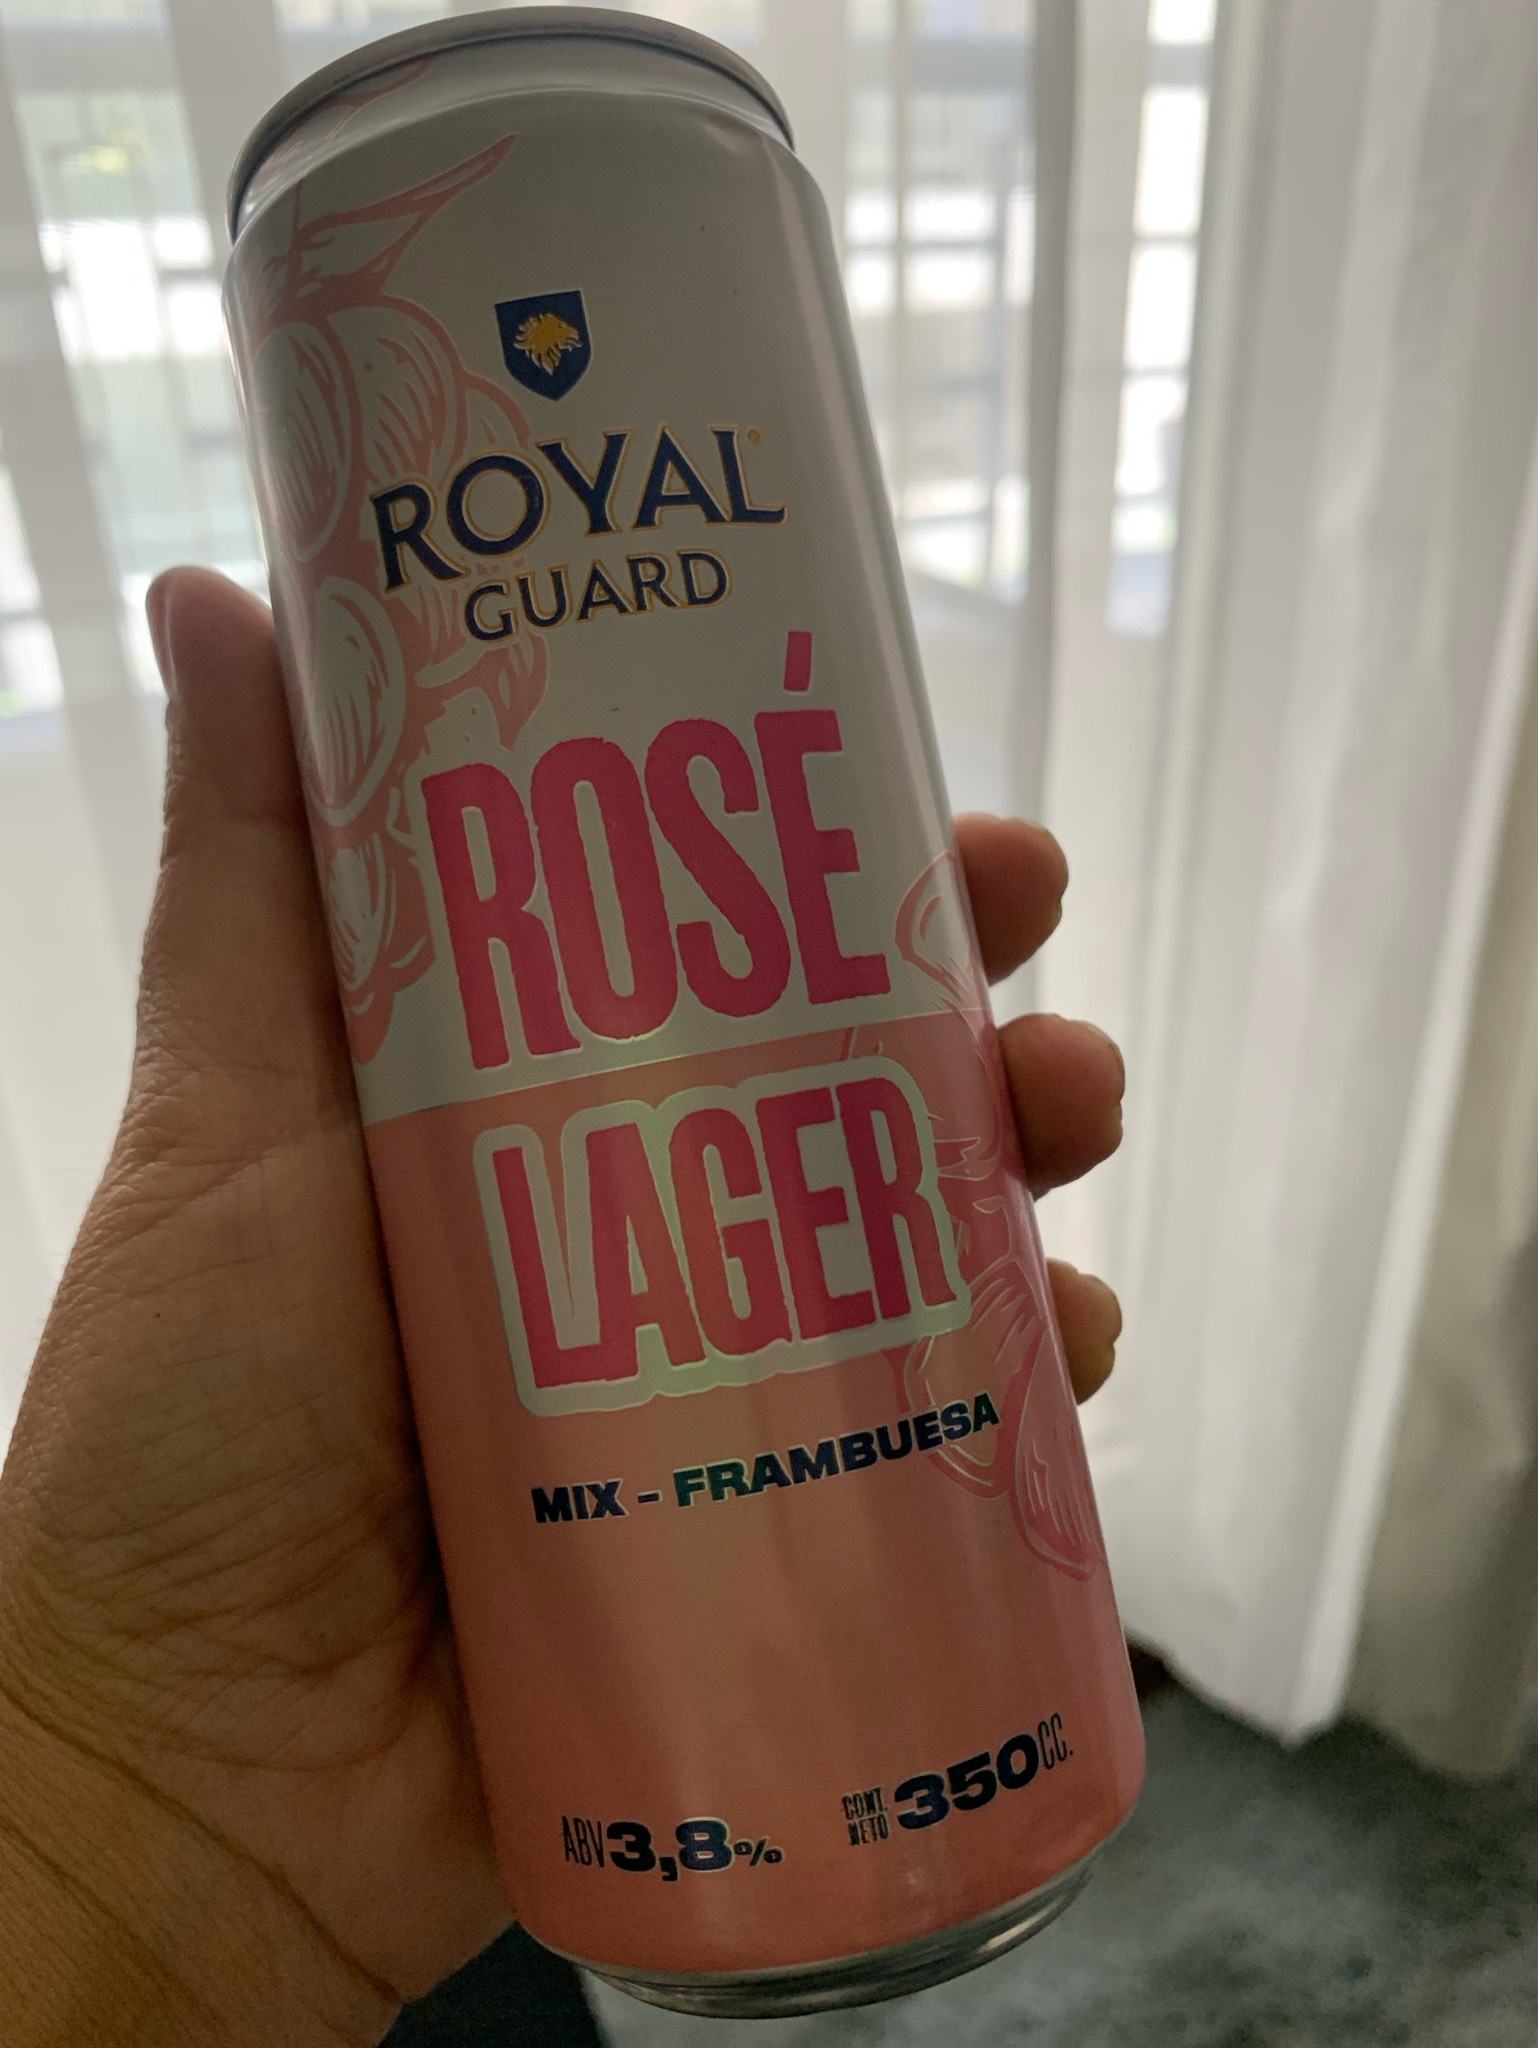 ROYAL®
GUARD
ROSÉ
LAGER
MIX - FRAMBUESA
ABV 3,8%
CONT. NETO 350 CC.